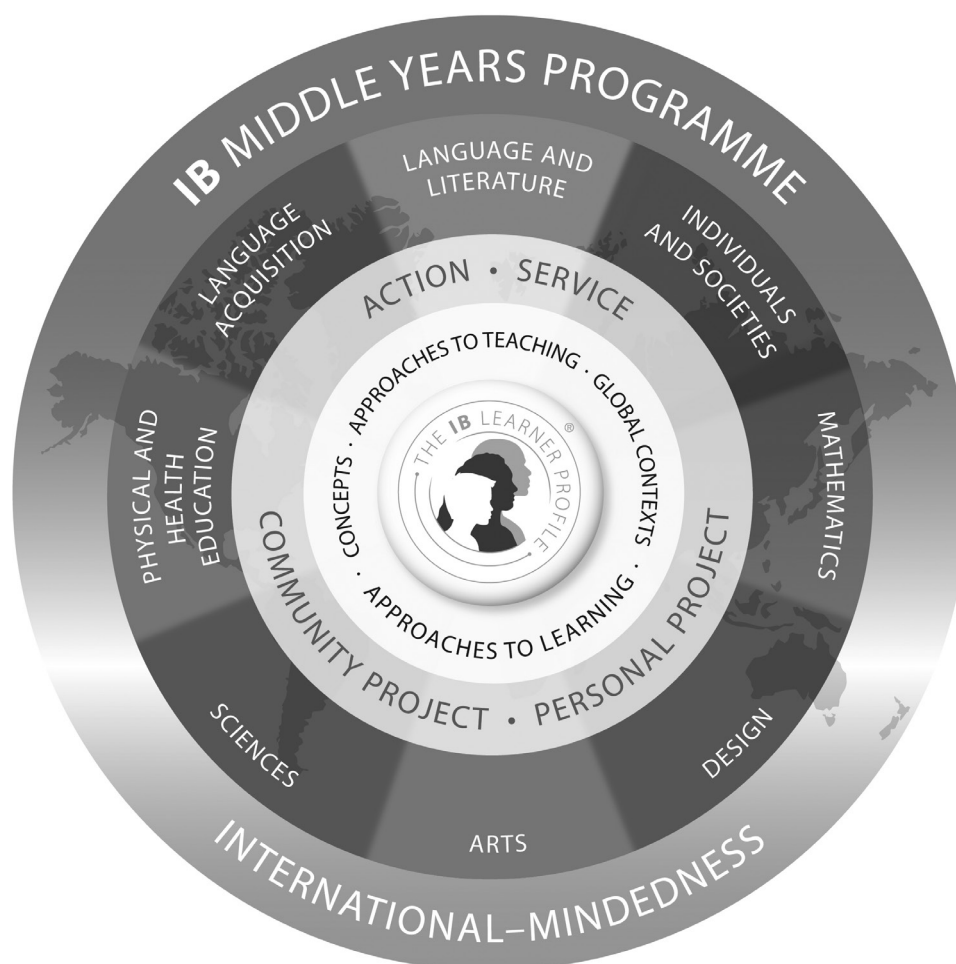 IB MIDDLE YEARS PROGRAMME
LANGUAGE AND
LITERATURE
INDIVIDUALS
AND SOCIETIES
MATHEMATICS
DESIGN
ARTS
SCIENCES
PHYSICAL AND
HEALTH
EDUCATION
LANGUAGE
ACQUISITION
ACTION • SERVICE
PERSONAL PROJECT •
COMMUNITY PROJECT
APPROACHES TO TEACHING ·
GLOBAL CONTEXTS ·
APPROACHES TO LEARNING ·
CONCEPTS ·
• THE IB LEARNER PROFILE • ®
INTERNATIONAL–MINDEDNESS